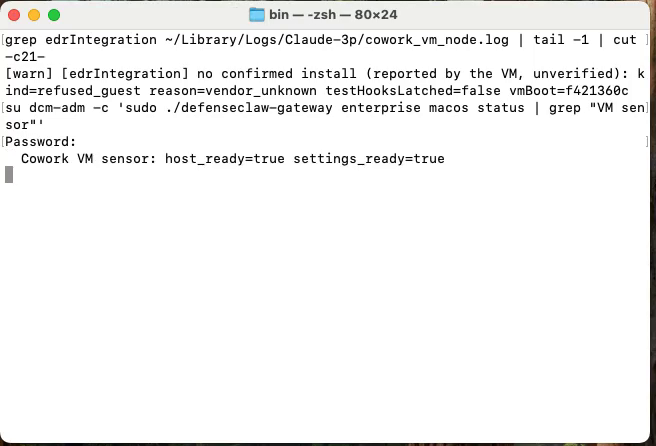 bin — -zsh — 80×24
grep edrIntegration ~/Library/Logs/Claude-3p/cowork_vm_node.log | tail -1 | cut
-c21-
[warn] [edrIntegration] no confirmed install (reported by the VM, unverified): k
ind=refused_guest reason=vendor_unknown testHooksLatched=false vmBoot=f421360c
su dcm-adm -c 'sudo ./defenseclaw-gateway enterprise macos status | grep "VM sen
sor"'
Password:
  Cowork VM sensor: host_ready=true settings_ready=true